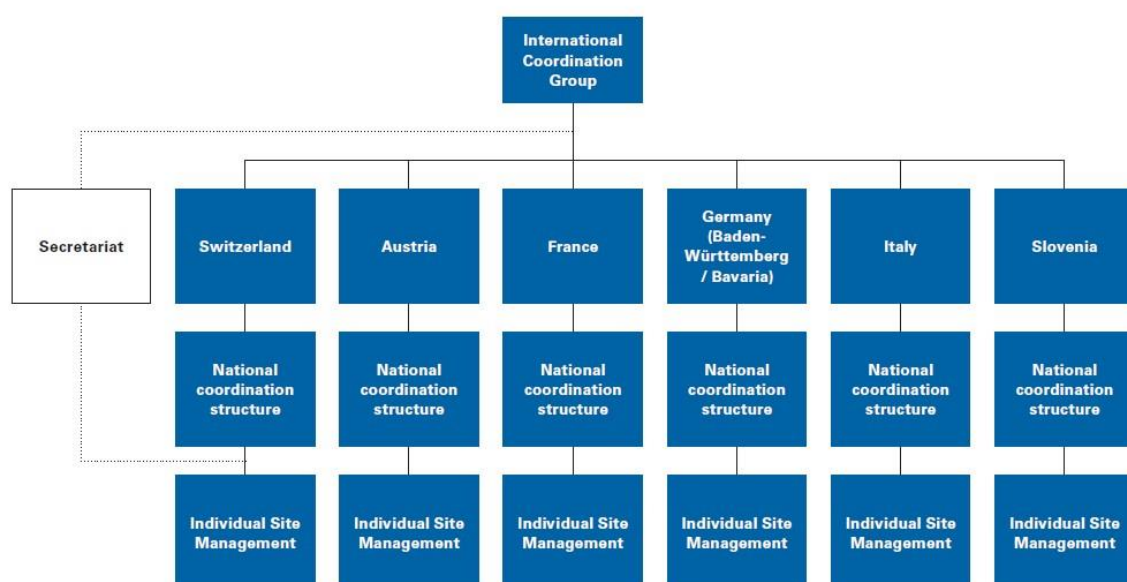 International
Coordination
Group
Secretariat
Switzerland
Austria
France
Germany
(Baden-
Württemberg
/ Bavaria)
Italy
Slovenia
National
coordination
structure
National
coordination
structure
National
coordination
structure
National
coordination
structure
National
coordination
structure
National
coordination
structure
Individual Site
Management
Individual Site
Management
Individual Site
Management
Individual Site
Management
Individual Site
Management
Individual Site
Management